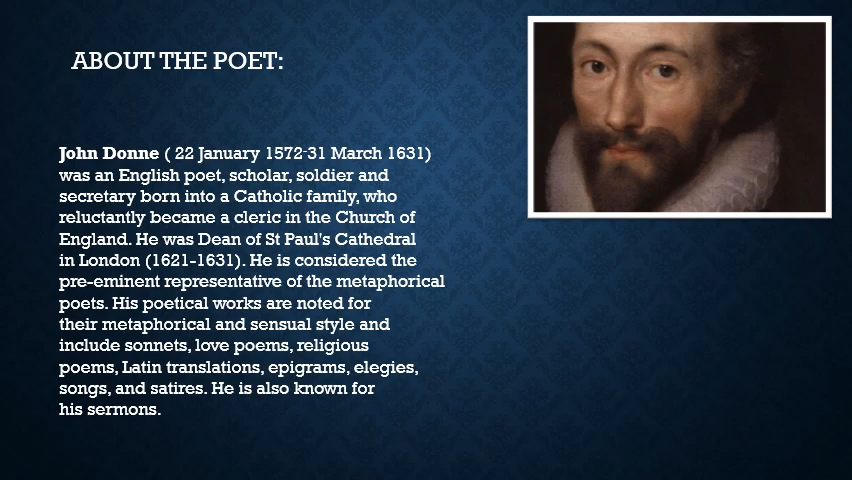 ABOUT THE POET:
John Donne ( 22 January 1572-31 March 1631)
was an English poet, scholar, soldier and
secretary born into a Catholic family, who
reluctantly became a cleric in the Church of
England. He was Dean of St Paul's Cathedral
in London (1621-1631). He is considered the
pre-eminent representative of the metaphorical
poets. His poetical works are noted for
their metaphorical and sensual style and
include sonnets, love poems, religious
poems, Latin translations, epigrams, elegies,
songs, and satires. He is also known for
his sermons.